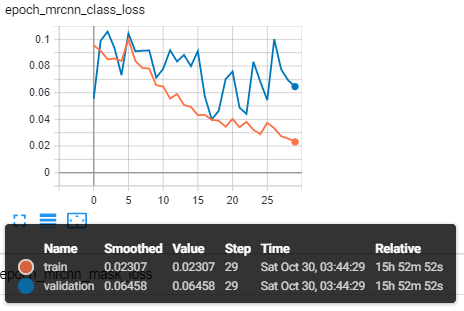 epoch_mrcnn_class_loss
0.1
0.08
0.06
0.04
0.02
0
0 5 10 15 20 25
Name Smoothed Value Step Time Relative
train 0.02307 0.02307 29 Sat Oct 30, 03:44:29 15h 52m 52s
epoch_mrcnn_mask_loss
validation 0.06458 0.06458 29 Sat Oct 30, 03:44:29 15h 52m 52s